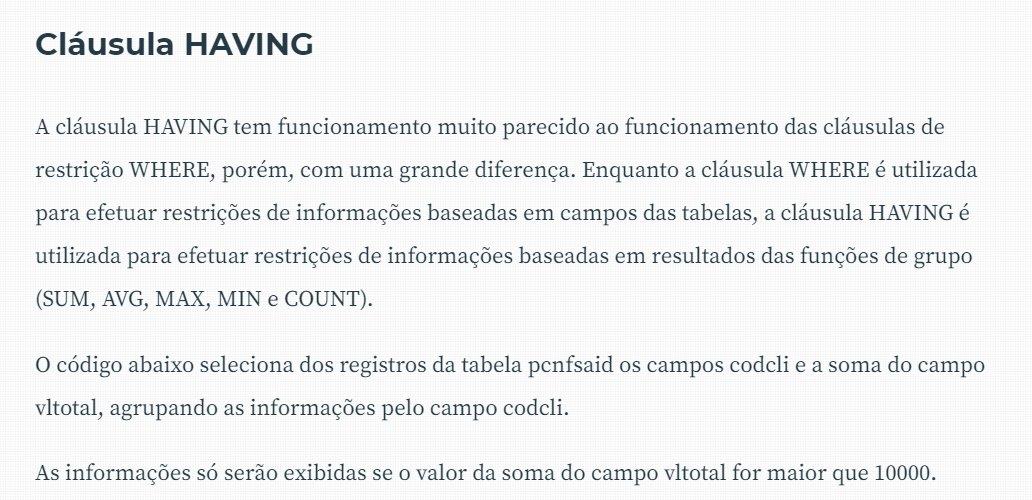 Cláusula HAVING
A cláusula HAVING tem funcionamento muito parecido ao funcionamento das cláusulas de
restrição WHERE, porém, com uma grande diferença. Enquanto a cláusula WHERE é utilizada
para efetuar restrições de informações baseadas em campos das tabelas, a cláusula HAVING é
utilizada para efetuar restrições de informações baseadas em resultados das funções de grupo
(SUM, AVG, MAX, MIN e COUNT).
O código abaixo seleciona dos registros da tabela pcnfsaid os campos codcli e a soma do campo
vltotal, agrupando as informações pelo campo codcli.
As informações só serão exibidas se o valor da soma do campo vltotal for maior que 10000.